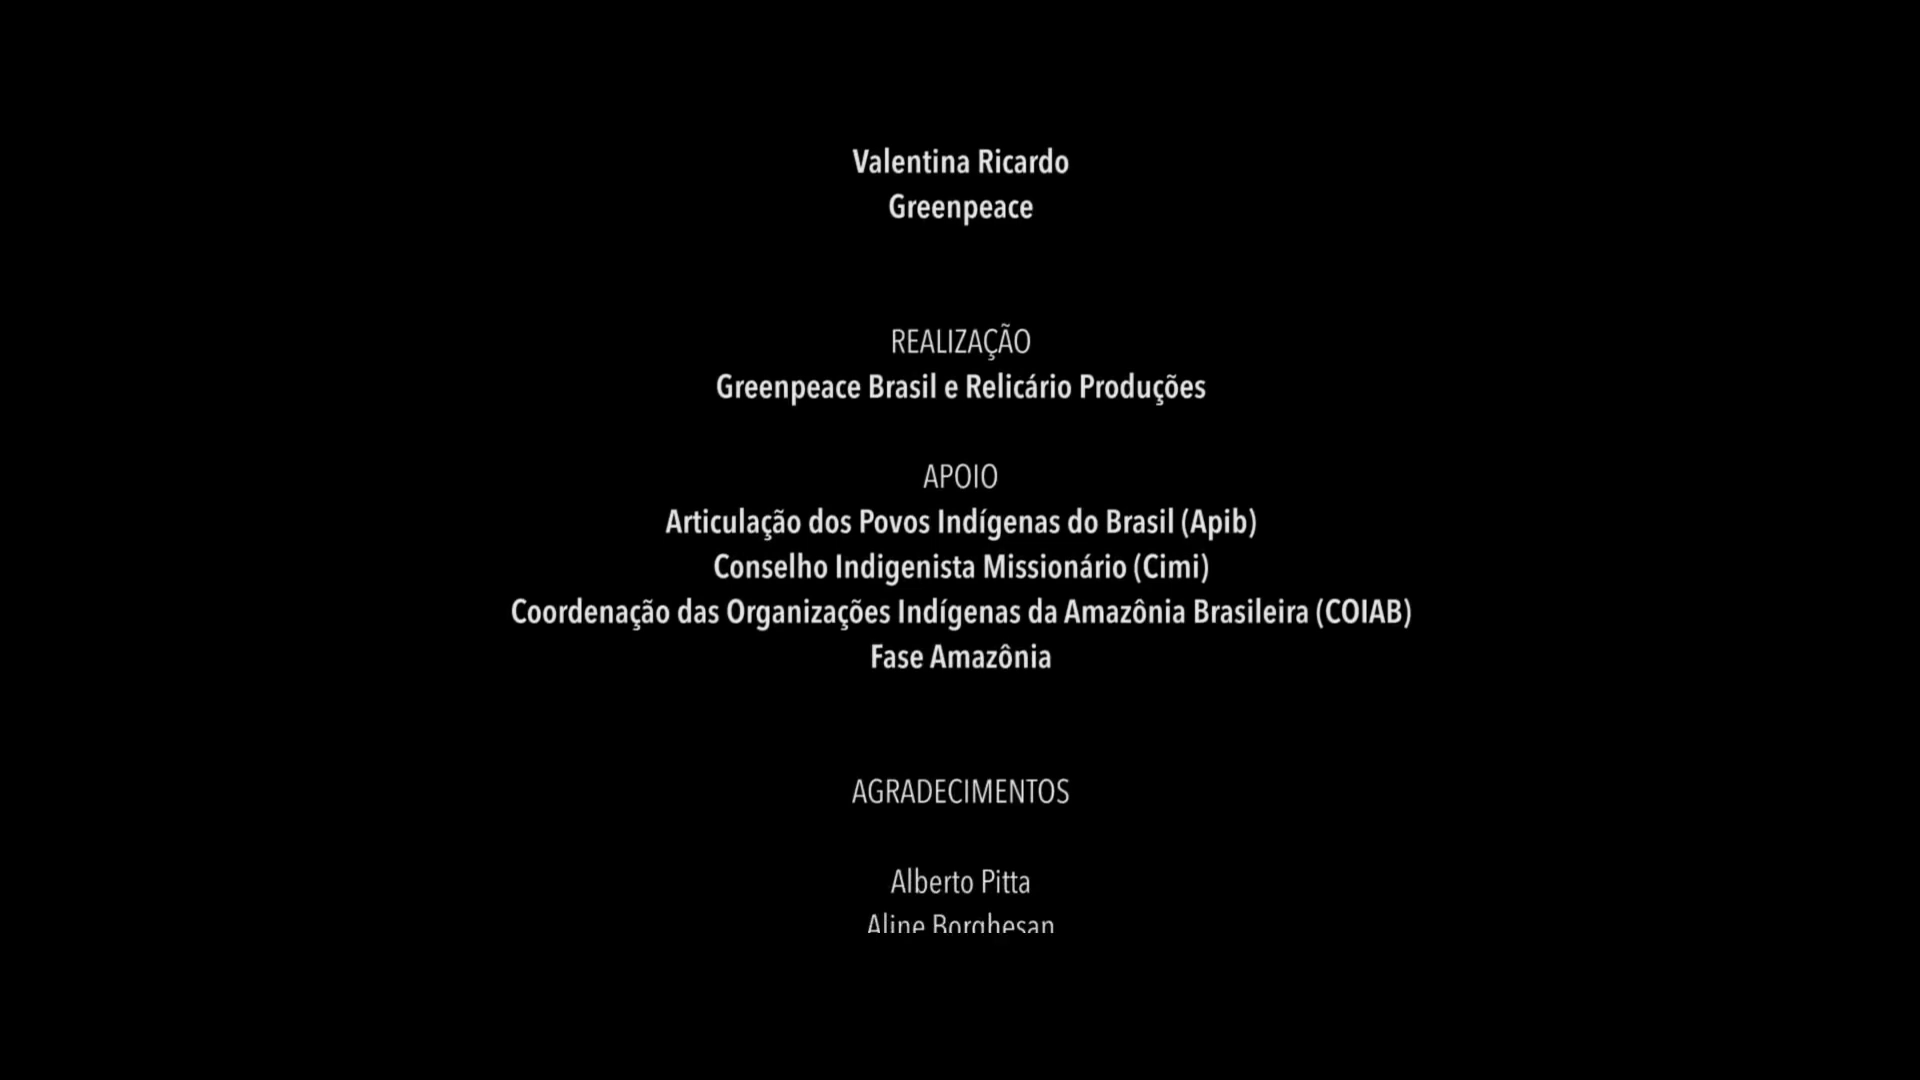 Valentina Ricardo
Greenpeace
REALIZAÇÃO
Greenpeace Brasil e Relicário Produções
APOIO
Articulação dos Povos Indígenas do Brasil (Apib)
Conselho Indigenista Missionário (Cimi)
Coordenação das Organizações Indígenas da Amazônia Brasileira (COIAB)
Fase Amazônia
AGRADECIMENTOS
Alberto Pitta
Aline Borghesan